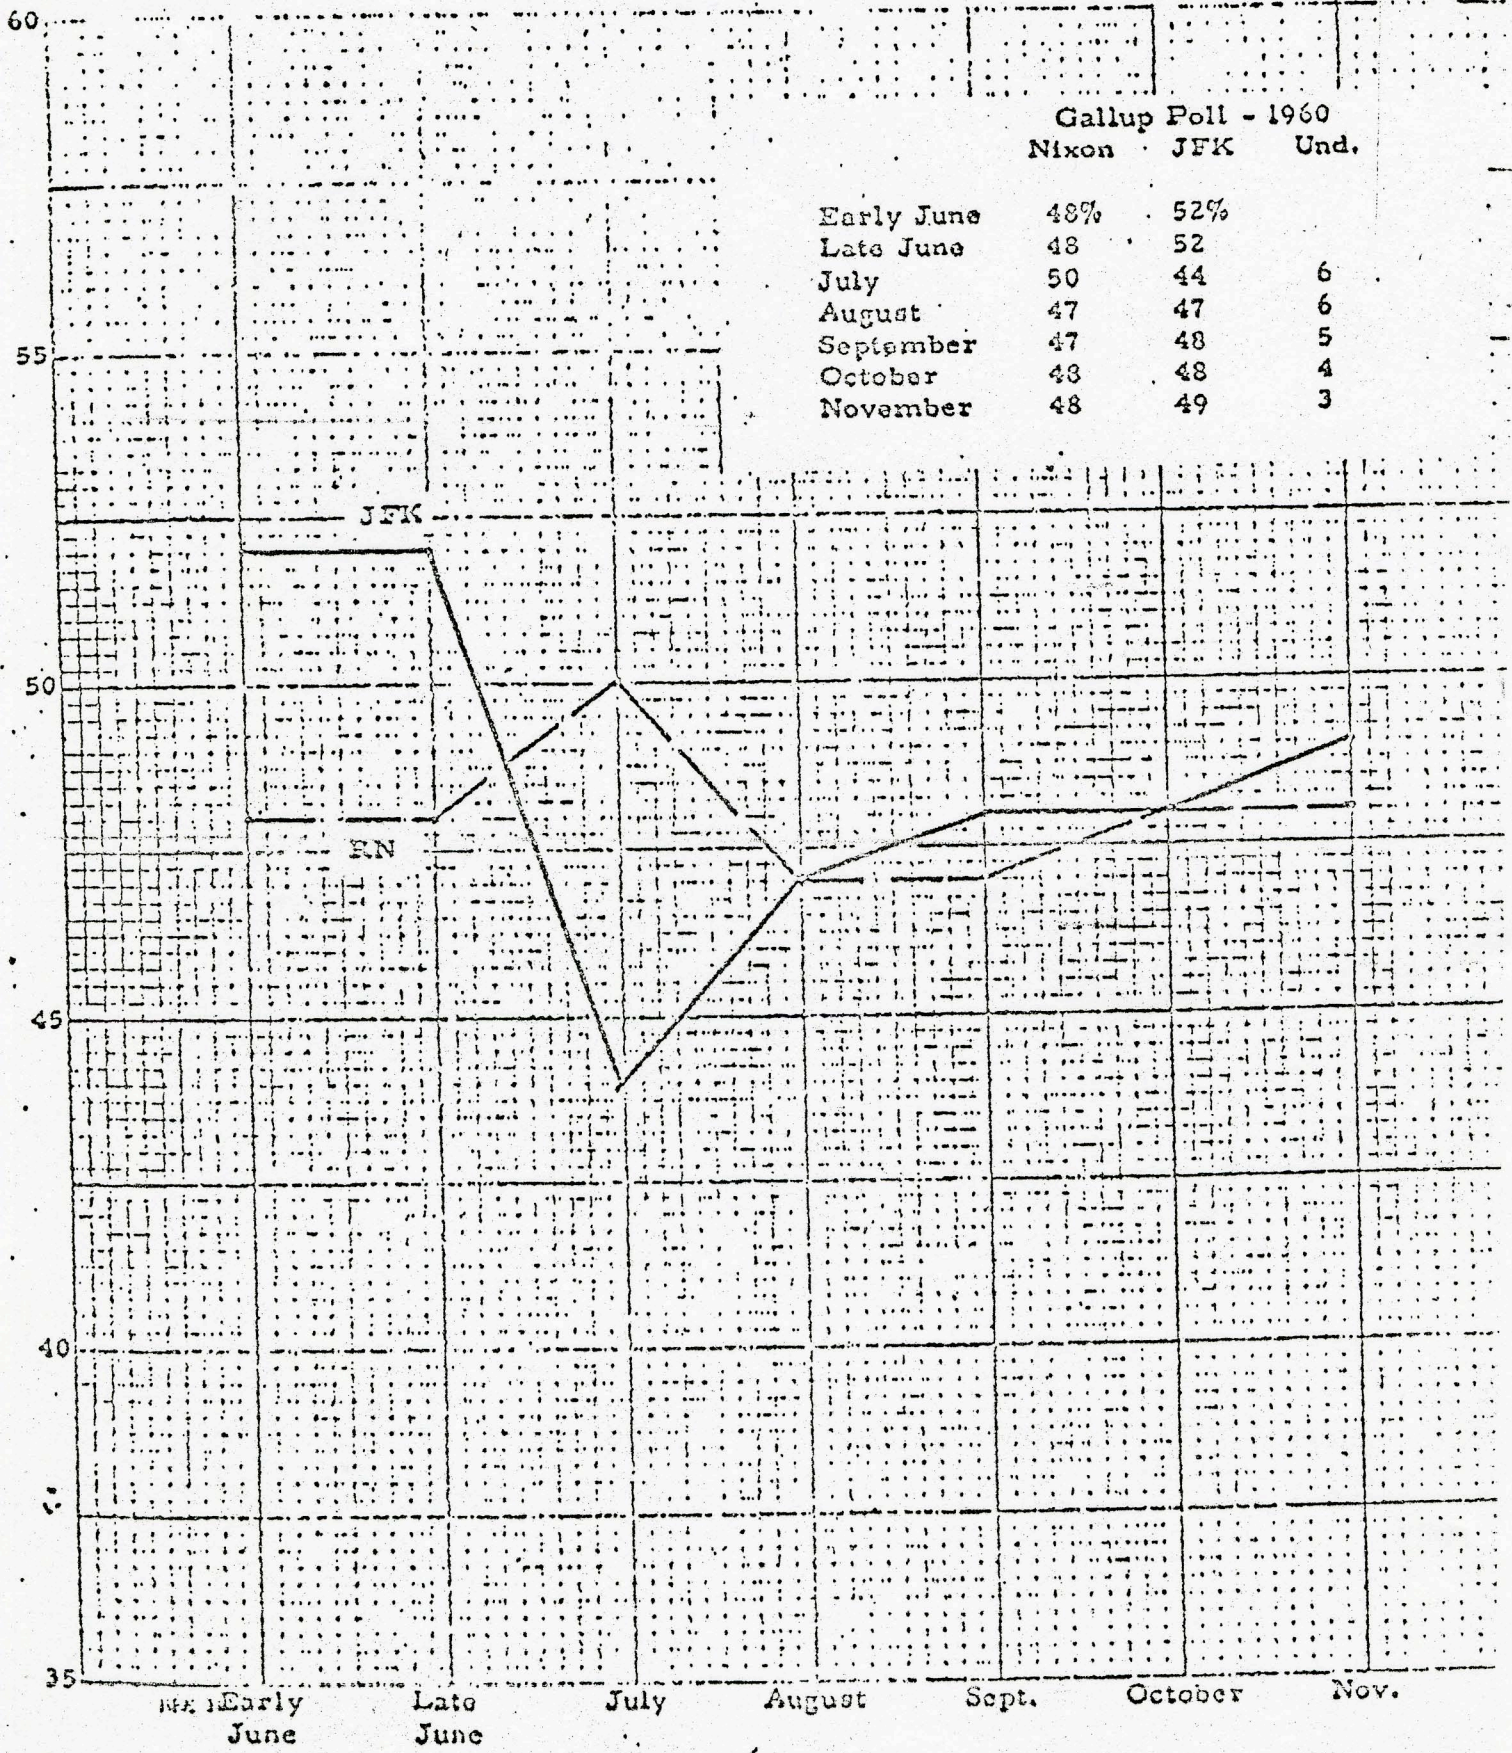 60
Gallup Poll - 1960
Nixon JFK Und.
Early June 48% 52%
Late June 48 52
July 50 44 6
August 47 47 6
September 47 48 5
October 48 48 4
November 48 49 3
55
JFK
50
RN
45
40
35
Early Late July August Sept. October Nov.
June June